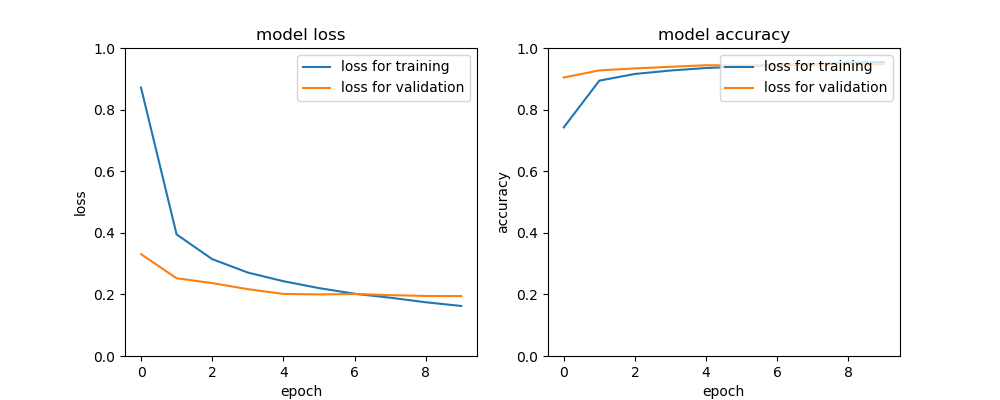 model loss
loss for training
loss for validation
1.0
0.8
0.6
0.4
0.2
0.0
loss
0 2 4 6 8
epoch
model accuracy
loss for training
loss for validation
1.0
0.8
0.6
0.4
0.2
0.0
accuracy
0 2 4 6 8
epoch